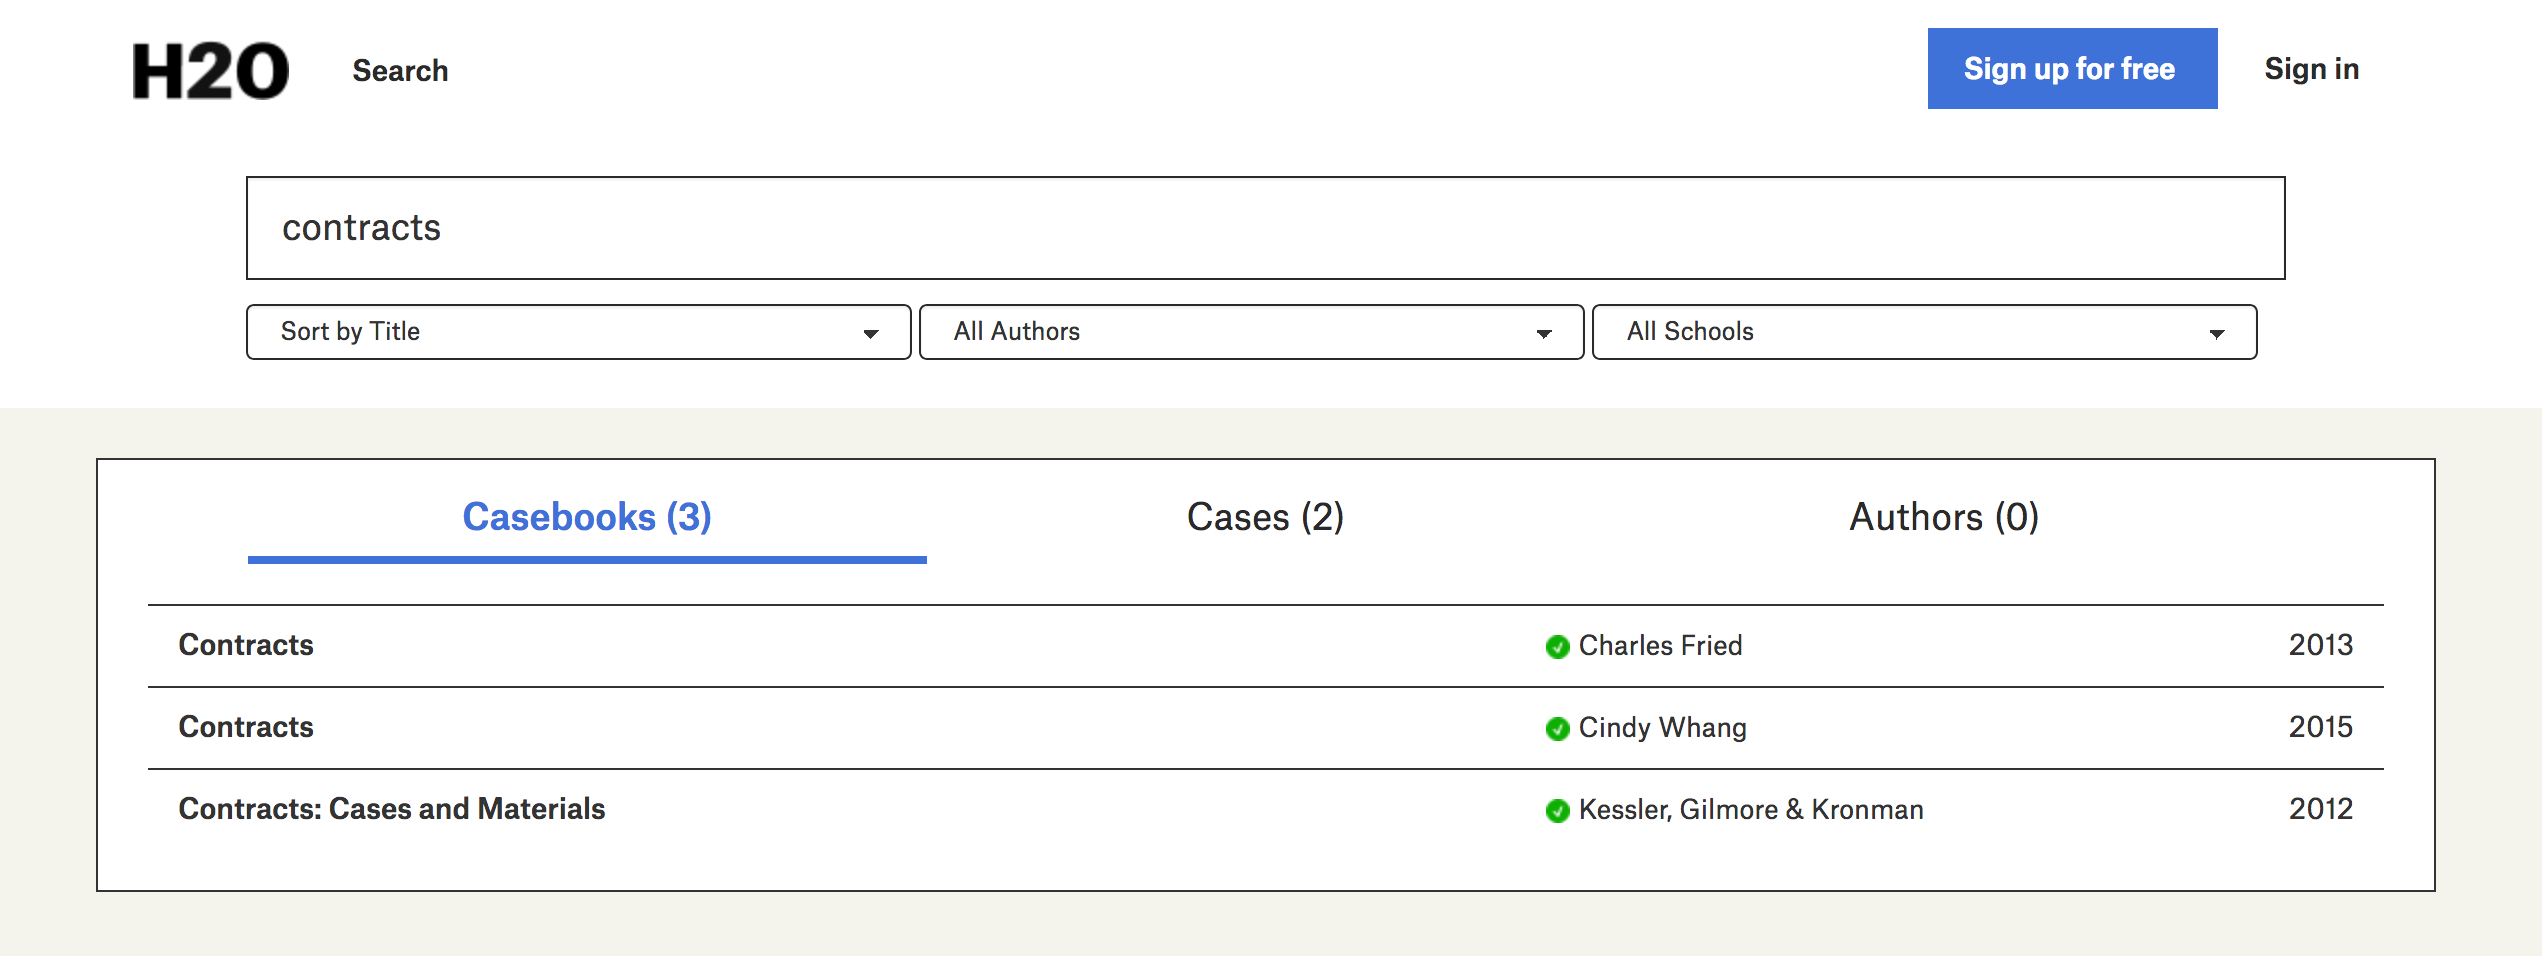 H2O Search Sign up for free Sign in
contracts
Sort by Title All Authors All Schools
Casebooks (3) Cases (2) Authors (0)
Contracts Charles Fried 2013
Contracts Cindy Whang 2015
Contracts: Cases and Materials Kessler, Gilmore & Kronman 2012